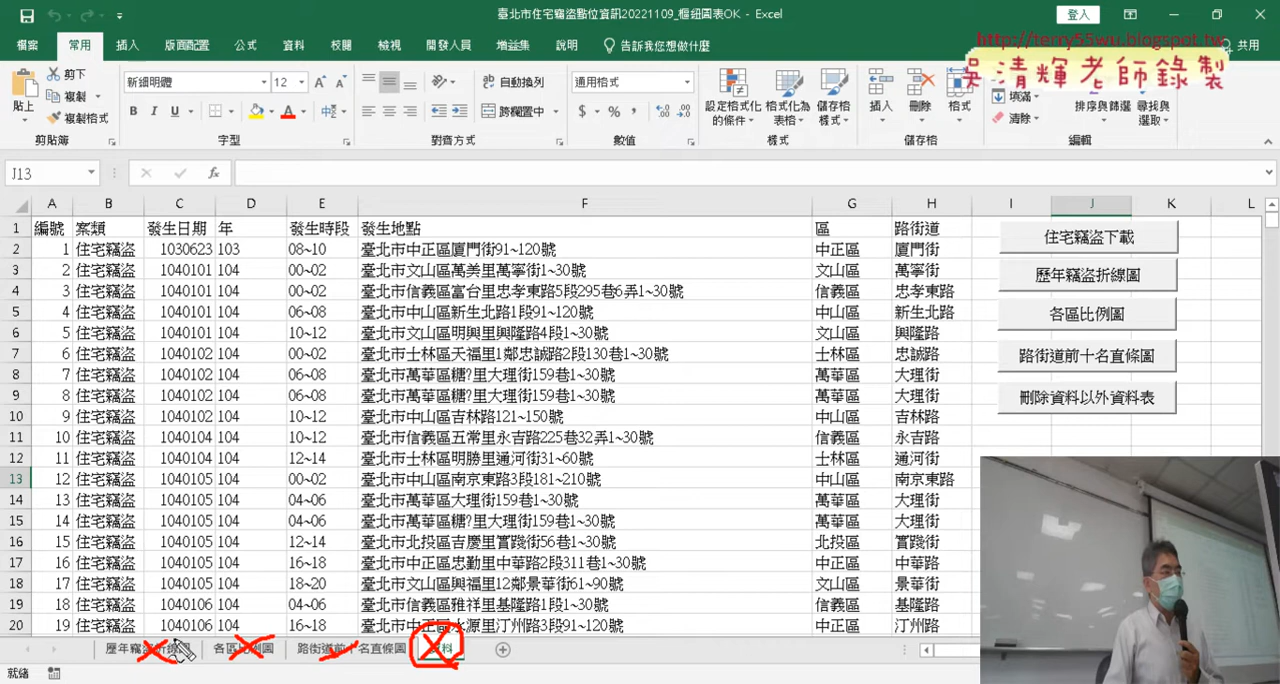 臺北市住宅竊盜點位資訊20221109_樞紐圖表OK - Excel
登入
檔案 常用 插入 版面配置 公式 資料 校閱 檢視 開發人員 增益集 說明 告訴我您想做什麼 共用
http://terry55wu.blogspot.tw
吳清輝老師錄製
貼上 剪下 複製 複製格式
新細明體 12
B I U
自動換列
跨欄置中
通用格式
設定格式化的條件 格式化為表格 儲存格樣式
插入 刪除 格式
填滿 清除 排序與篩選 尋找與選取
剪貼簿 字型 對齊方式 數值 樣式 儲存格 編輯
J13 fx
A B C D E F G H I J K L
1 編號 案類 發生日期 年 發生時段 發生地點 區 路街道
2 1 住宅竊盜 1030623 103 08~10 臺北市中正區廈門街91~120號 中正區 廈門街
3 2 住宅竊盜 1040101 104 00~02 臺北市文山區萬美里萬寧街1~30號 文山區 萬寧街
4 3 住宅竊盜 1040101 104 00~02 臺北市信義區富台里忠孝東路5段295巷6弄1~30號 信義區 忠孝東路
5 4 住宅竊盜 1040101 104 06~08 臺北市中山區新生北路1段91~120號 中山區 新生北路
6 5 住宅竊盜 1040101 104 10~12 臺北市文山區明興里興隆路4段1~30號 文山區 興隆路
7 6 住宅竊盜 1040102 104 00~02 臺北市士林區天福里1鄰忠誠路2段130巷1~30號 士林區 忠誠路
8 7 住宅竊盜 1040102 104 06~08 臺北市萬華區糖?里大理街159巷1~30號 萬華區 大理街
9 8 住宅竊盜 1040102 104 06~08 臺北市萬華區糖?里大理街159巷1~30號 萬華區 大理街
10 9 住宅竊盜 1040102 104 10~12 臺北市中山區吉林路121~150號 中山區 吉林路
11 10 住宅竊盜 1040104 104 10~12 臺北市信義區五常里永吉路225巷32弄1~30號 信義區 永吉路
12 11 住宅竊盜 1040104 104 12~14 臺北市士林區明勝里通河街31~60號 士林區 通河街
13 12 住宅竊盜 1040105 104 00~02 臺北市中山區南京東路3段181~210號 中山區 南京東路
14 13 住宅竊盜 1040105 104 04~06 臺北市萬華區大理街159巷1~30號 萬華區 大理街
15 14 住宅竊盜 1040105 104 04~06 臺北市萬華區糖?里大理街159巷1~30號 萬華區 大理街
16 15 住宅竊盜 1040105 104 12~14 臺北市北投區吉慶里實踐街56巷1~30號 北投區 實踐街
17 16 住宅竊盜 1040105 104 16~18 臺北市中正區忠勤里中華路2段311巷1~30號 中正區 中華路
18 17 住宅竊盜 1040105 104 18~20 臺北市文山區興福里12鄰景華街61~90號 文山區 景華街
19 18 住宅竊盜 1040106 104 04~06 臺北市信義區雅祥里基隆路1段1~30號 信義區 基隆路
20 19 住宅竊盜 1040106 104 16~18 臺北市中正區水源里汀州路3段91~120號 中正區 汀州路
住宅竊盜下載
歷年竊盜折線圖
各區比例圖
路街道前十名直條圖
刪除資料以外資料表
歷年竊盜折線圖 各區比例圖 路街道前十名直條圖
就緒